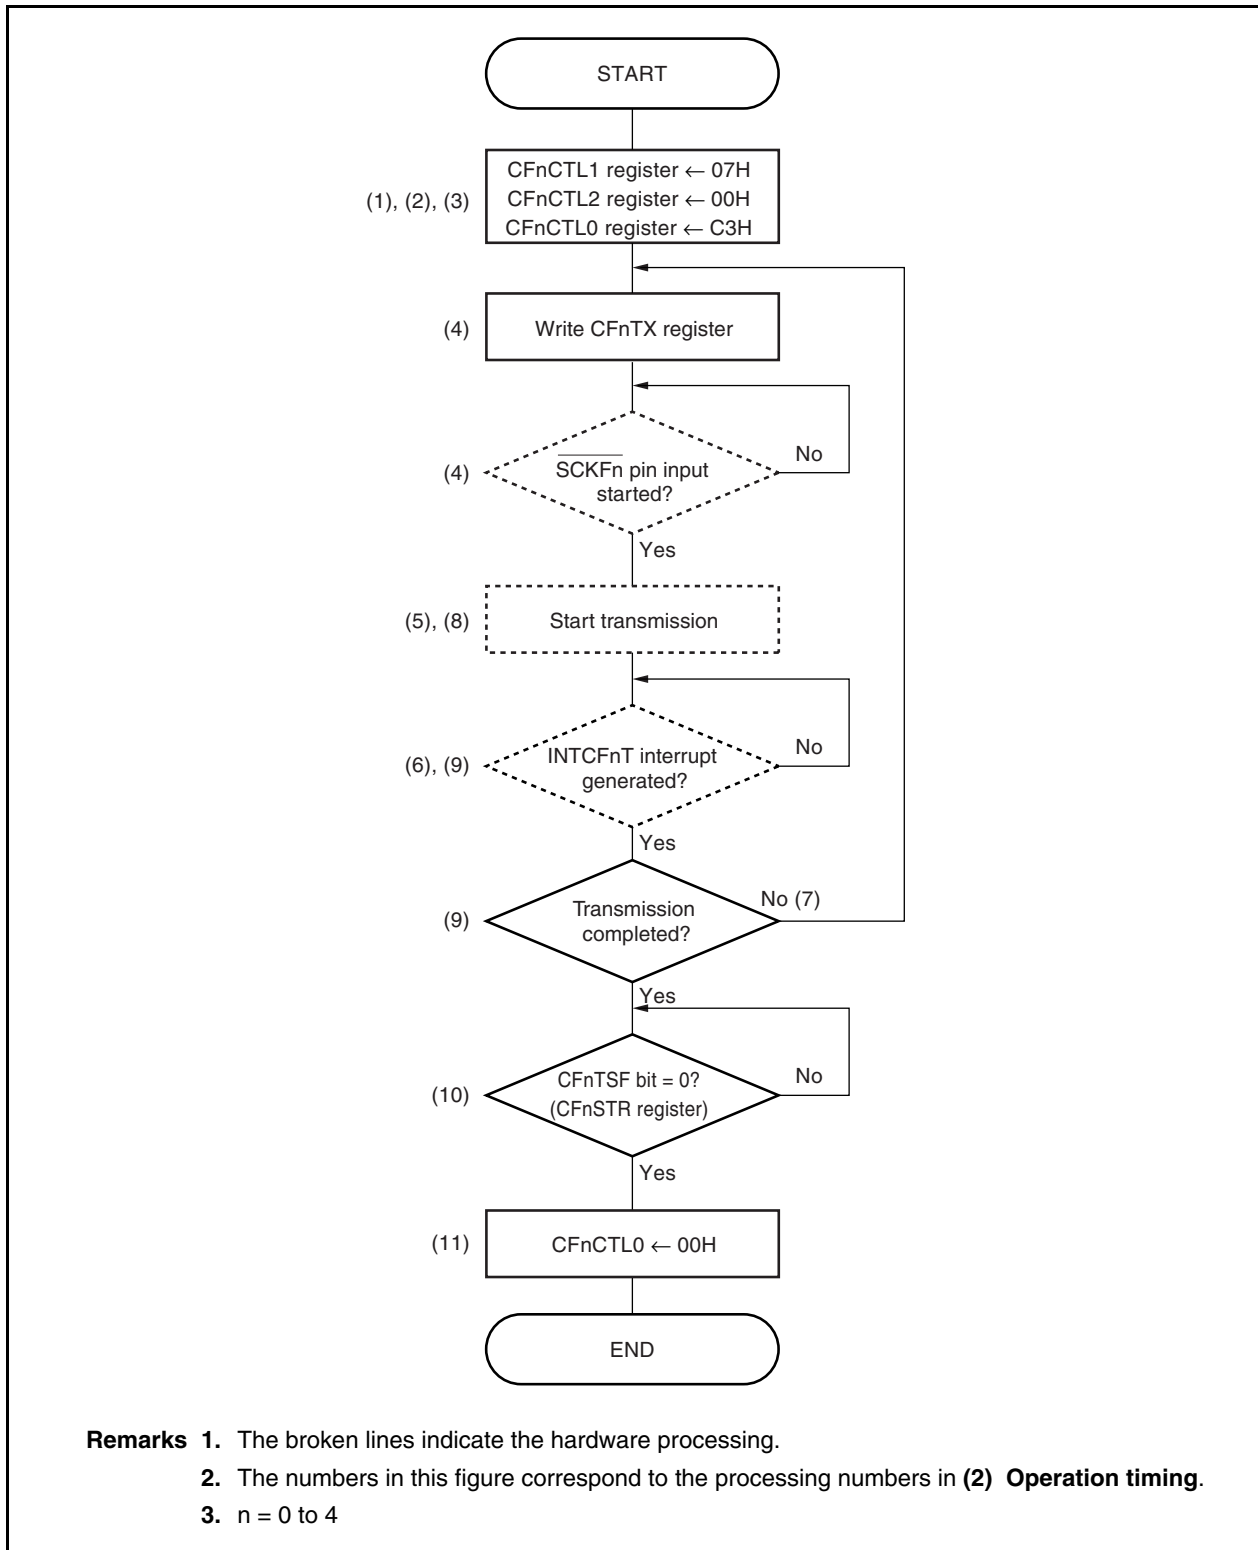 START
(1), (2), (3)
CFnCTL1 register ← 07H
CFnCTL2 register ← 00H
CFnCTL0 register ← C3H
(4)
Write CFnTX register
(4)
SCKFn pin input
started?
No
Yes
(5), (8)
Start transmission
(6), (9)
INTCFnT interrupt
generated?
No
Yes
(9)
Transmission
completed?
No (7)
Yes
(10)
CFnTSF bit = 0?
(CFnSTR register)
No
Yes
(11)
CFnCTL0 ← 00H
END
Remarks 1. The broken lines indicate the hardware processing.
2. The numbers in this figure correspond to the processing numbers in (2) Operation timing.
3. n = 0 to 4